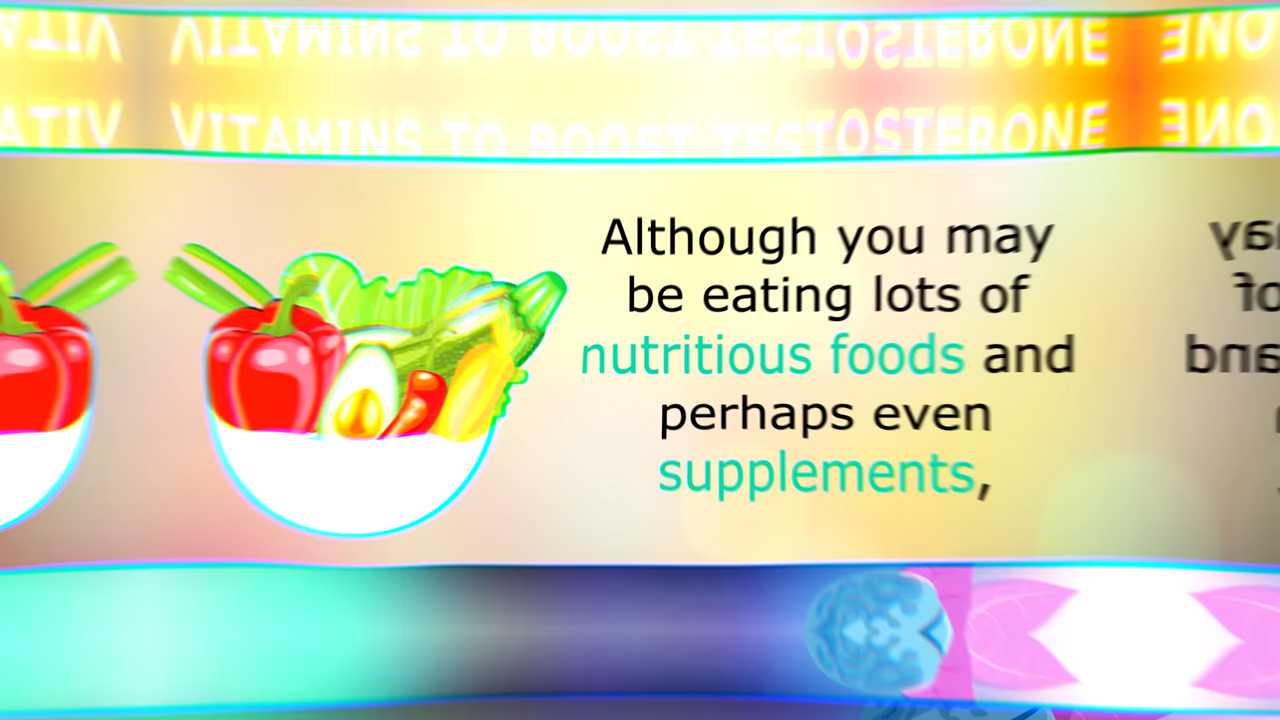 VITAMINS TO BOOST TESTOSTERONE
VITAMINS TO BOOST TESTOSTERONE
Although you may
be eating lots of
nutritious foods and
perhaps even
supplements,